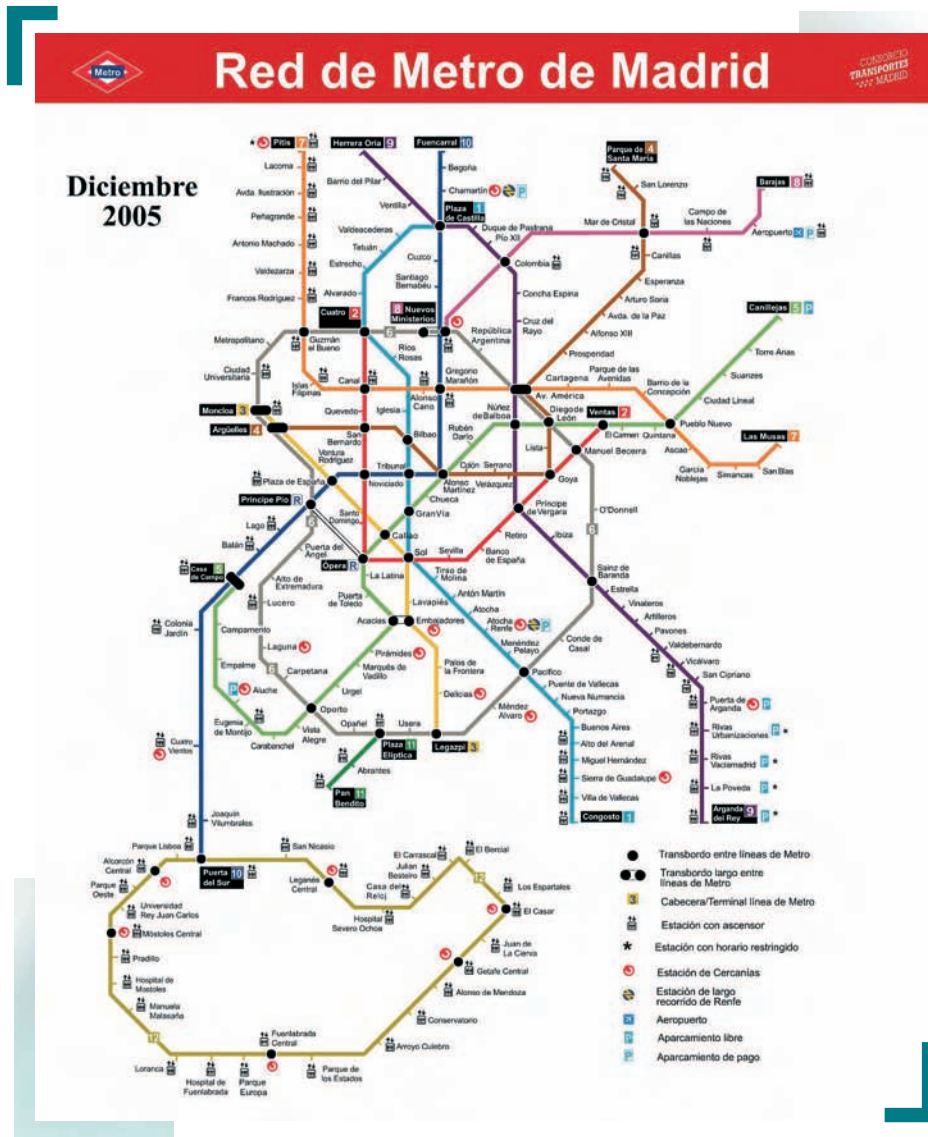 Metro
Red de Metro de Madrid
CONSORCIO
TRANSPORTES
MADRID
Diciembre
2005
* Pitis 7
Herrera Oria 9
Fuencarral 10
Parque de 4
Santa María
Lacoma
Barrio del Pilar
Begoña
San Lorenzo
Barajas 8
Avda. Ilustración
Ventilla
Chamartín
P
Plaza 1
de Castilla
Peñagrande
Valdeacederas
Duque de Pastrana
Pío XII
Mar de Cristal
Campo de
las Naciones
Aeropuerto
P
Antonio Machado
Tetuán
Cuzco
Colombia
Canillas
Valdezarza
Estrecho
Santiago
Bernabéu
Esperanza
Francos Rodríguez
Alvarado
Concha Espina
Arturo Soria
Canillejas 5 P
Cuatro 2
8 Nuevos
Ministerios
Cruz del
Rayo
Avda. de la Paz
Alfonso XIII
Metropolitano
Guzmán
el Bueno
6
República
Argentina
Prosperidad
Torre Arias
Ciudad
Universitaria
Ríos
Rosas
Gregorio
Marañón
Suanzes
Islas
Filipinas
Canal
Alonso
Cano
Cartagena
Parque de las
Avenidas
Barrio de la
Concepción
Ciudad Lineal
Av. América
Moncloa 3
Quevedo
Iglesia
Núñez
de Balboa
Diego de
León
Ventas 2
Pueblo Nuevo
Argüelles 4
San
Bernardo
Bilbao
Rubén
Darío
El Carmen
Quintana
Las Musas 7
Ventura
Rodríguez
Lista
Manuel Becerra
Ascao
García
Noblejas
Simancas
San Blas
Plaza de España
Noviciado
Tribunal
Alonso
Martínez
Colón
Serrano
Velázquez
Goya
Chueca
Príncipe Pío R
Santo
Domingo
Gran Vía
Príncipe
de Vergara
O'Donnell
6
Lago
6
Callao
Retiro
Ibiza
Batán
Puerta del
Angel
Ópera R
Sol
Sevilla
Banco
de España
Sainz de
Baranda
Casa 5
de Campo
Alto de
Extremadura
La Latina
Tirso de
Molina
Estrella
Lucero
Puerta
de Toledo
Lavapiés
Antón Martín
Vinateros
Colonia
Jardín
Campamento
Acacias
Embajadores
Atocha
Artilleros
Atocha
Renfe
P
Pavones
Laguna
Pirámides
Menéndez
Pelayo
Conde de
Casal
Valdebernardo
Empalme
6
Carpetana
Marqués de
Vadillo
Palos de
la Frontera
Pacífico
Vicálvaro
San Cipriano
P Aluche
Urgel
Delicias
Puente de Vallecas
Puerta de
Arganda
P
Eugenia
de Montijo
Oporto
Méndez
Alvaro
Nueva Numancia
Portazgo
Rivas
Urbanizaciones
P *
Carabanchel
Vista
Alegre
Opañel
Usera
Buenos Aires
Cuatro
Vientos
Plaza 11
Elíptica
Legazpi 3
Alto del Arenal
Rivas
Vaciamadrid
P *
Abrantes
Miguel Hernández
Sierra de Guadalupe
La Poveda
P *
Pan 11
Bendito
Villa de Vallecas
Congosto 1
Arganda 9
del Rey
P *
Joaquín
Vilumbrales
Parque Lisboa
Alcorcón
Central
Puerta 10
del Sur
San Nicasio
El Carrascal
El Bercial
Leganés
Central
Julian
Besteiro
12
Parque
Oeste
Casa del
Reloj
Los Espartales
Universidad
Rey Juan Carlos
Hospital
Severo Ochoa
El Casar
Móstoles Central
Juan de
La Cierva
Pradillo
Getafe Central
Hospital de
Mostoles
Alonso de Mendoza
Manuela
Malasaña
Conservatorio
12
Fuenlabrada
Central
Arroyo Culebro
Loranca
Hospital de
Fuenlabrada
Parque
Europa
Parque de
los Estados
Transbordo entre líneas de Metro
Transbordo largo entre
líneas de Metro
3 Cabecera/Terminal línea de Metro
Estación con ascensor
* Estación con horario restringido
Estación de Cercanías
Estación de largo
recorrido de Renfe
Aeropuerto
P Aparcamiento libre
P Aparcamiento de pago